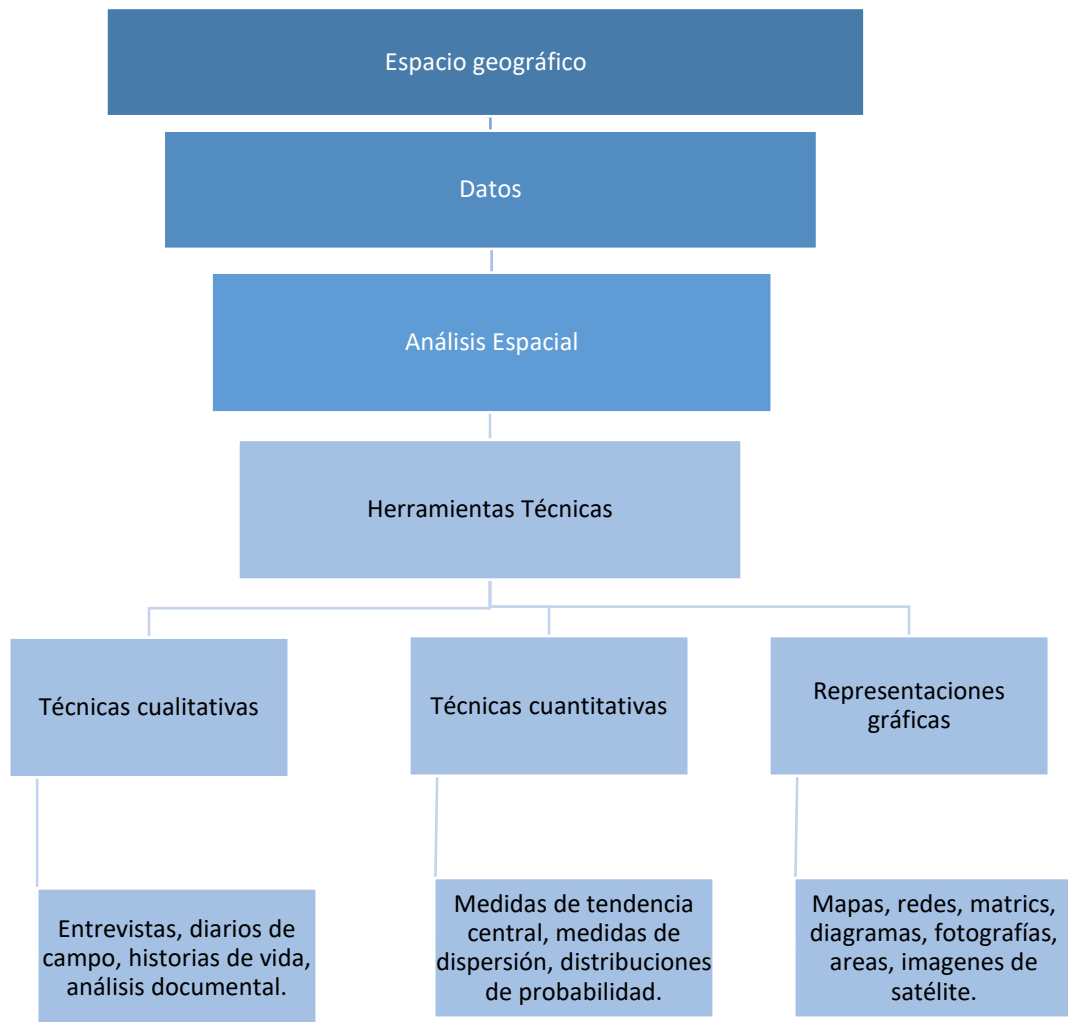 Espacio geográfico
Datos
Análisis Espacial
Herramientas Técnicas
Técnicas cualitativas
Técnicas cuantitativas
Representaciones
gráficas
Entrevistas, diarios de
campo, historias de vida,
análisis documental.
Medidas de tendencia
central, medidas de
dispersión, distribuciones
de probabilidad.
Mapas, redes, matrics,
diagramas, fotografías,
areas, imagenes de
satélite.